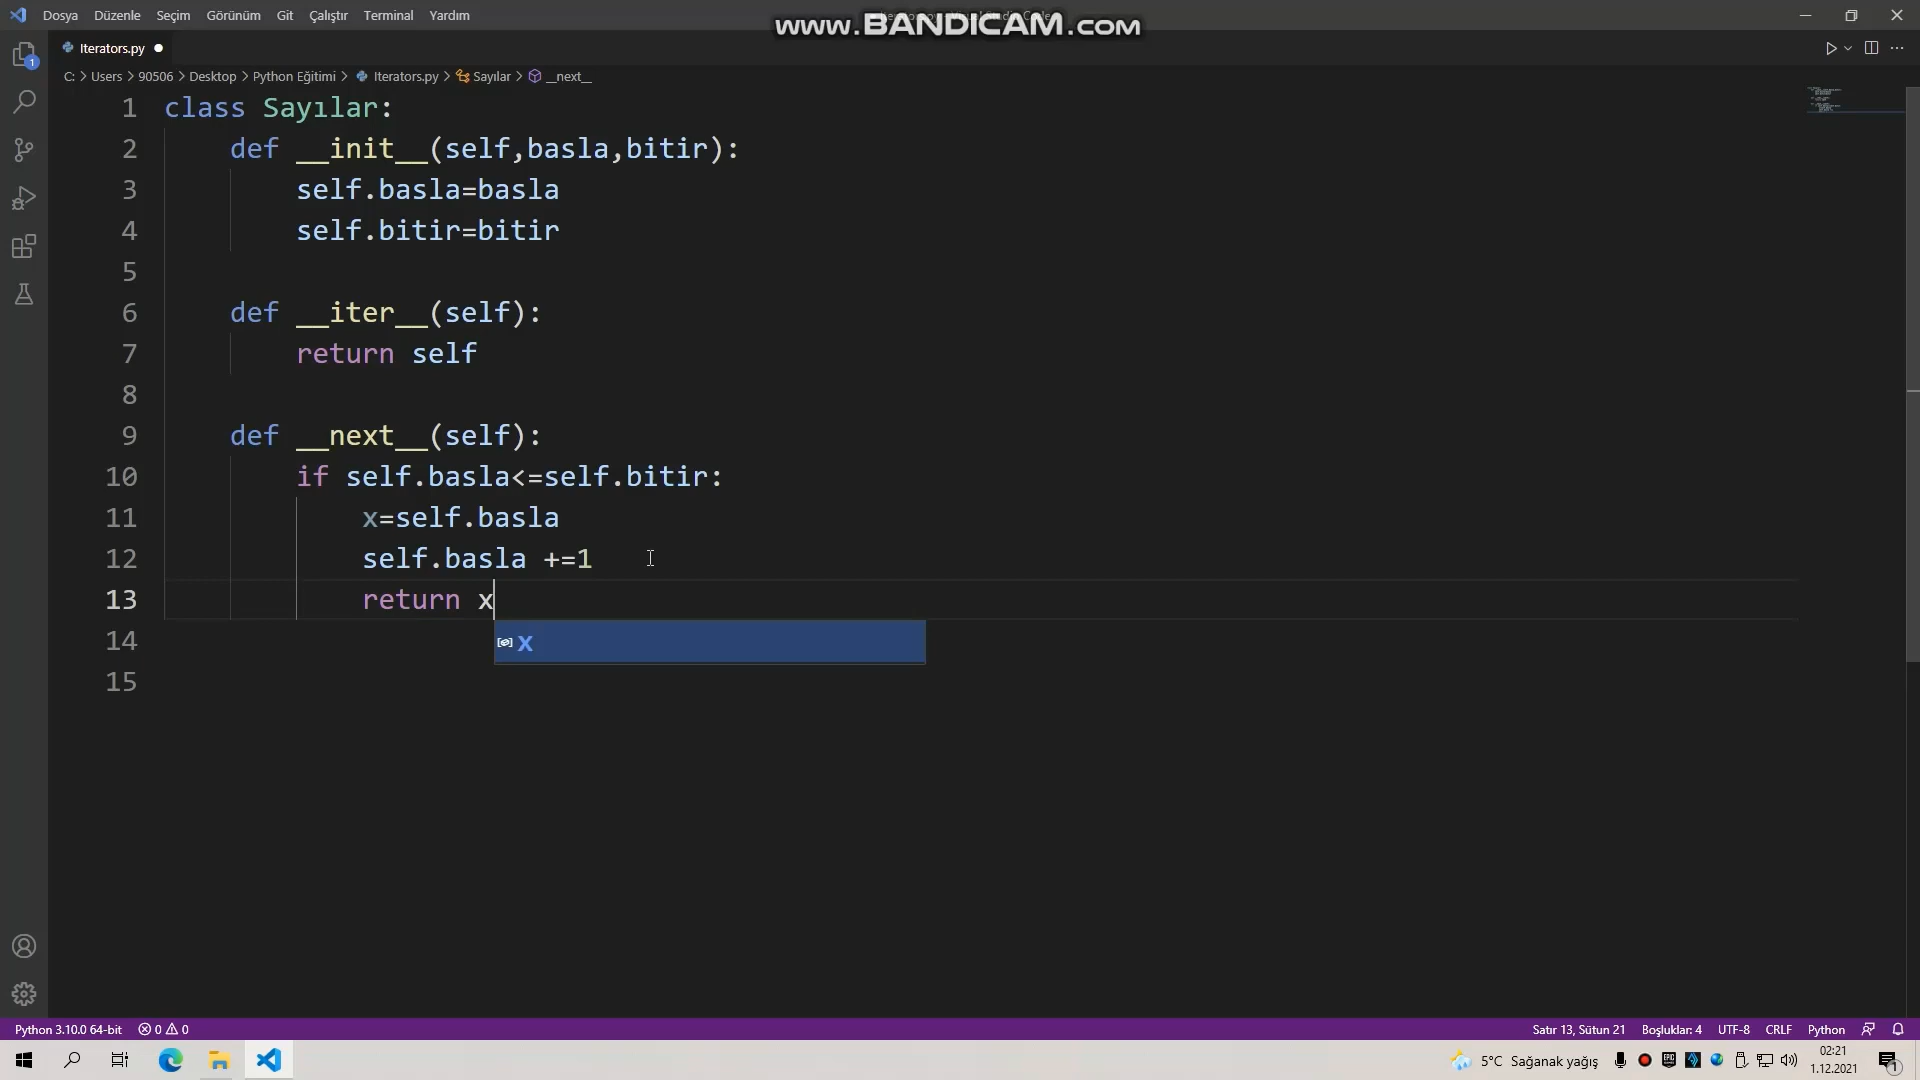 Dosya Düzenle Seçim Görünüm Git Çalıştır Terminal Yardım
www.BANDICAM.com
Iterators.py
C: > Users > 90506 > Desktop > Python Eğitimi > Iterators.py > Sayılar > __next__
1 class Sayılar:
2 def __init__(self,basla,bitir):
3 self.basla=basla
4 self.bitir=bitir
5
6 def __iter__(self):
7 return self
8
9 def __next__(self):
10 if self.basla<=self.bitir:
11 x=self.basla
12 self.basla +=1
13 return x
14 x
15
Python 3.10.0 64-bit 0 0 Satır 13, Sütun 21 Boşluklar: 4 UTF-8 CRLF Python
5°C Sağanak yağış 02:21
1.12.2021